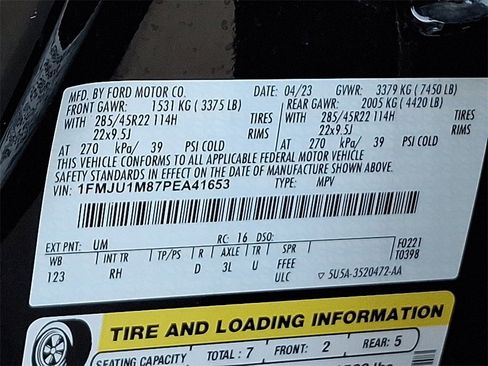 MFD. BY FORD MOTOR CO. DATE: 04/23 GVWR: 3379 KG ( 7450 LB)
FRONT GAWR: 1531 KG ( 3375 LB) REAR GAWR: 2005 KG ( 4420 LB)
WITH 285/45R22 114H TIRES WITH 285/45R22 114H TIRES
22x9.5J RIMS 22x9.5J RIMS
AT 270 kPa/ 39 PSI COLD AT 270 kPa/ 39 PSI COLD
THIS VEHICLE CONFORMS TO ALL APPLICABLE FEDERAL MOTOR VEHICLE
SAFETY STANDARDS IN EFFECT ON THE DATE OF MANUFACTURE SHOWN ABOVE.
VIN: 1FMJU1M87PEA41653 TYPE: MPV
EXT PNT: UM RC: 16 DSO:
WB INT TR TP/PS R AXLE TR SPR F0221
123 RH D 3L U FFEE T0398
ULC 5U5A-3520472-AA
TIRE AND LOADING INFORMATION
SEATING CAPACITY TOTAL : 7 FRONT: 2 REAR: 5